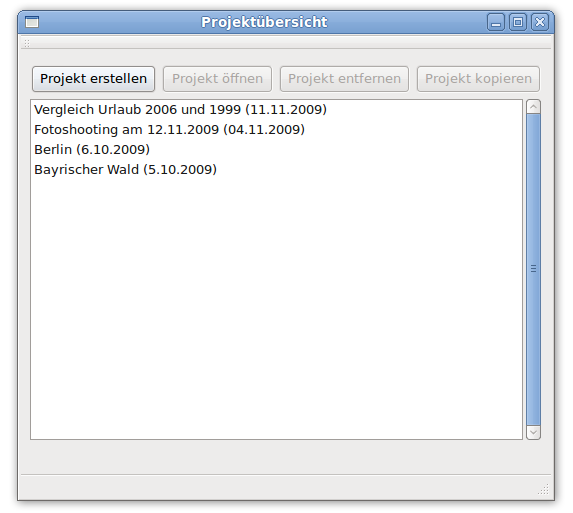 Projektübersicht
Projekt erstellen Projekt öffnen Projekt entfernen Projekt kopieren
Vergleich Urlaub 2006 und 1999 (11.11.2009)
Fotoshooting am 12.11.2009 (04.11.2009)
Berlin (6.10.2009)
Bayrischer Wald (5.10.2009)